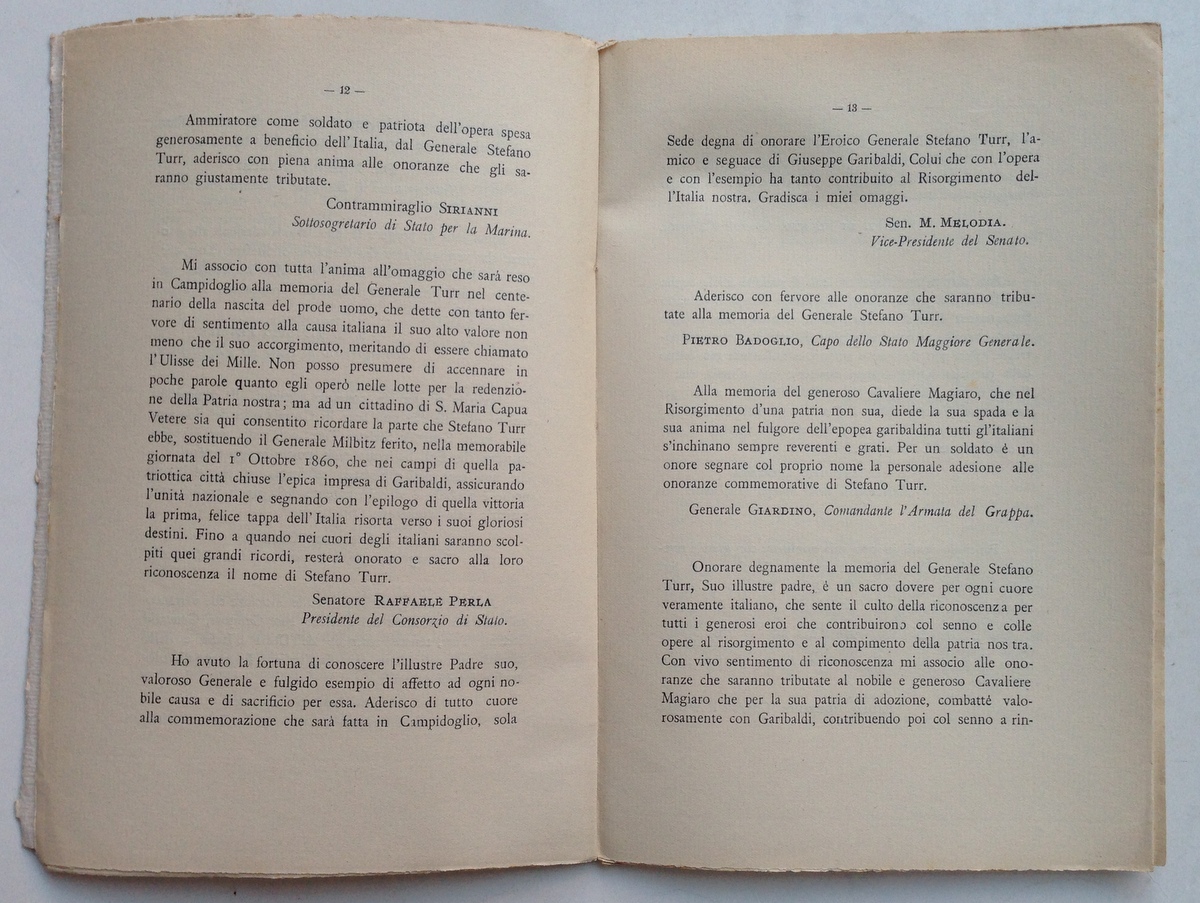 — 12 —
Ammiratore come soldato e patriota dell'opera spesa
generosamente a beneficio dell'Italia, dal Generale Stefano
Turr, aderisco con piena anima alle onoranze che gli sa-
ranno giustamente tributate.
Contrammiraglio SIRIANNI
Sottosogretario di Stato per la Marina.
Mi associo con tutta l'anima all'omaggio che sarà reso
in Campidoglio alla memoria del Generale Turr nel cente-
nario della nascita del prode uomo, che dette con tanto fer-
vore di sentimento alla causa italiana il suo alto valore non
meno che il suo accorgimento, meritando di essere chiamato
l'Ulisse dei Mille. Non posso presumere di accennare in
poche parole quanto egli operò nelle lotte per la redenzio-
ne della Patria nostra; ma ad un cittadino di S. Maria Capua
Vetere sia qui consentito ricordare la parte che Stefano Turr
ebbe, sostituendo il Generale Milbitz ferito, nella memorabile
giornata del 1° Ottobre 1860, che nei campi di quella pa-
triottica città chiuse l'epica impresa di Garibaldi, assicurando
l'unità nazionale e segnando con l'epilogo di quella vittoria
la prima, felice tappa dell'Italia risorta verso i suoi gloriosi
destini. Fino a quando nei cuori degli italiani saranno scol-
piti quei grandi ricordi, resterà onorato e sacro alla loro
riconoscenza il nome di Stefano Turr.
Senatore RAFFAELE PERLA
Presidente del Consorzio di Stato.
Ho avuto la fortuna di conoscere l'illustre Padre suo,
valoroso Generale e fulgido esempio di affetto ad ogni no-
bile causa e di sacrificio per essa. Aderisco di tutto cuore
alla commemorazione che sarà fatta in Campidoglio, sola
— 13 —
Sede degna di onorare l'Eroico Generale Stefano Turr, l'a-
mico e seguace di Giuseppe Garibaldi, Colui che con l'opera
e con l'esempio ha tanto contribuito al Risorgimento del-
l'Italia nostra. Gradisca i miei omaggi.
Sen. M. MELODIA.
Vice-Presidente del Senato.
Aderisco con fervore alle onoranze che saranno tribu-
tate alla memoria del Generale Stefano Turr.
PIETRO BADOGLIO, Capo dello Stato Maggiore Generale.
Alla memoria del generoso Cavaliere Magiaro, che nel
Risorgimento d'una patria non sua, diede la sua spada e la
sua anima nel fulgore dell'epopea garibaldina tutti gl'italiani
s'inchinano sempre reverenti e grati. Per un soldato è un
onore segnare col proprio nome la personale adesione alle
onoranze commemorative di Stefano Turr.
Generale GIARDINO, Comandante l'Armata del Grappa.
Onorare degnamente la memoria del Generale Stefano
Turr, Suo illustre padre, é un sacro dovere per ogni cuore
veramente italiano, che sente il culto della riconoscenza per
tutti i generosi eroi che contribuirono col senno e colle
opere al risorgimento e al compimento della patria nostra.
Con vivo sentimento di riconoscenza mi associo alle ono-
ranze che saranno tributate al nobile e generoso Cavaliere
Magiaro che per la sua patria di adozione, combatté valo-
rosamente con Garibaldi, contribuendo poi col senno a rin-